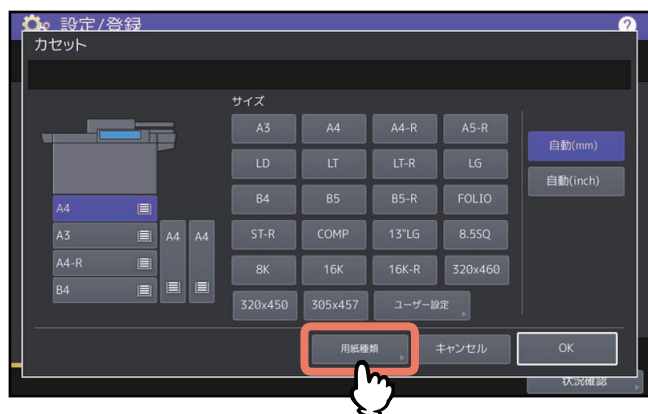 設定/登録
?
カセット
サイズ
A3 A4 A4-R A5-R
自動(mm)
LD LT LT-R LG
自動(inch)
B4 B5 B5-R FOLIO
A4
A3 A4 A4
ST-R COMP 13"LG 8.5SQ
A4-R
8K 16K 16K-R 320x460
B4
320x450 305x457 ユーザー設定
用紙種類 キャンセル OK
状況確認